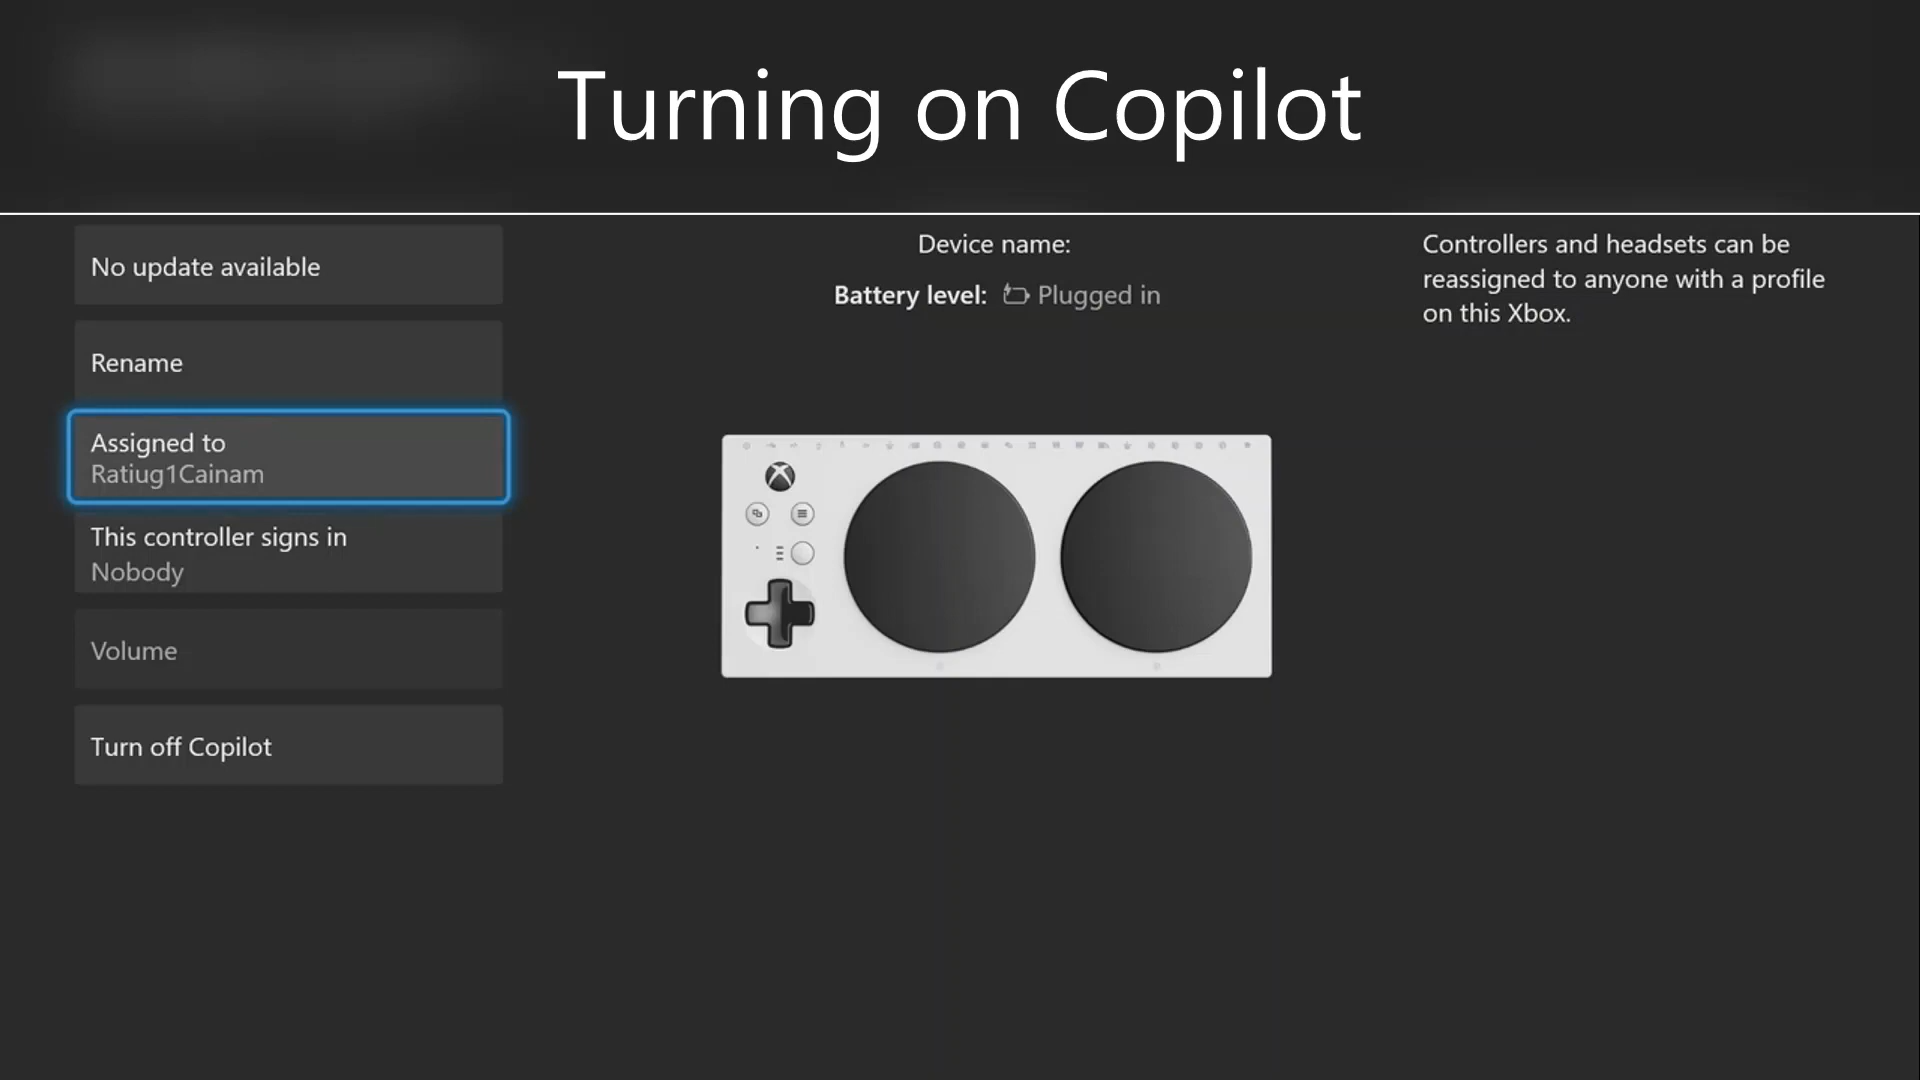 Turning on Copilot
No update available
Rename
Assigned to
Ratiug1Cainam
This controller signs in
Nobody
Volume
Turn off Copilot
Device name:
Battery level: Plugged in
Controllers and headsets can be
reassigned to anyone with a profile
on this Xbox.